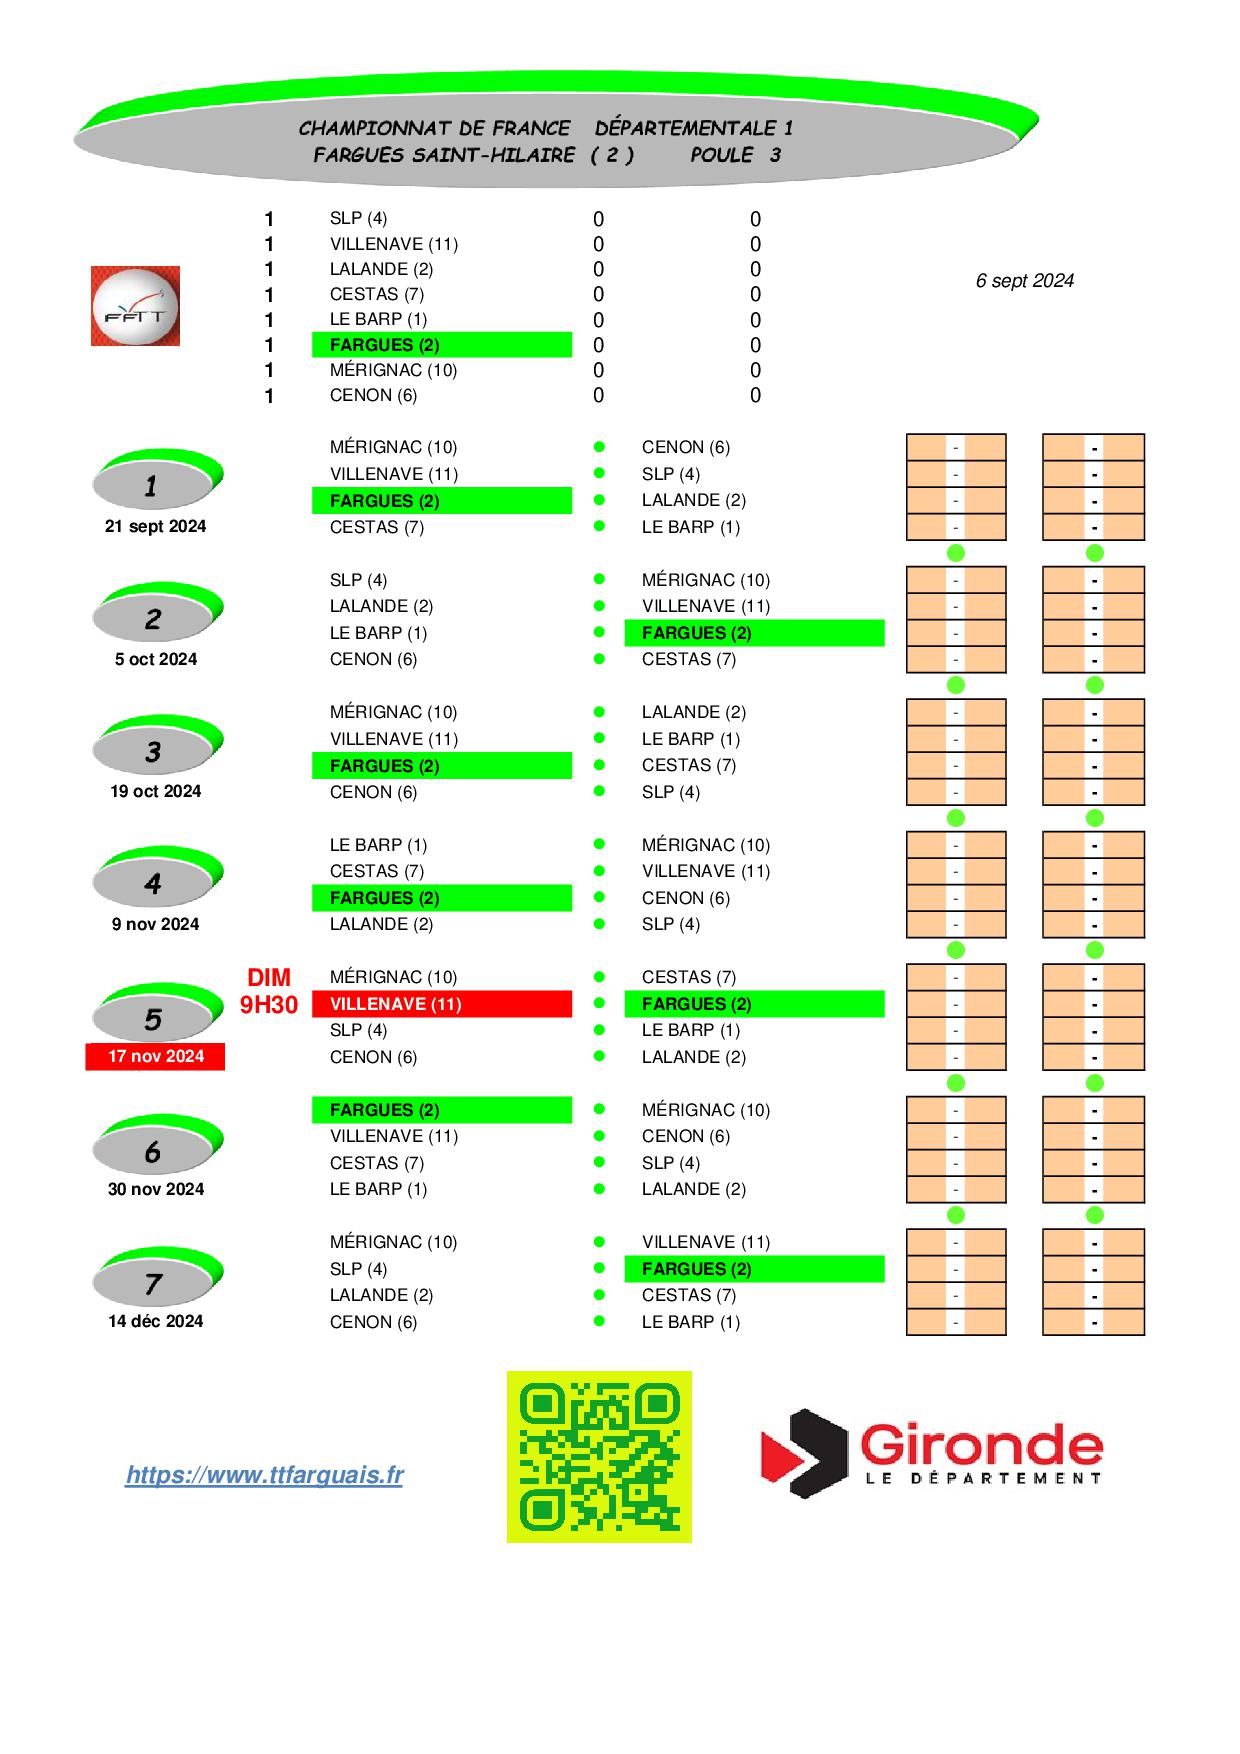 CHAMPIONNAT DE FRANCE DÉPARTEMENTALE 1
FARGUES SAINT-HILAIRE ( 2 ) POULE 3
1 SLP (4) 0 0
1 VILLENAVE (11) 0 0
1 LALANDE (2) 0 0
6 sept 2024
1 CESTAS (7) 0 0
1 LE BARP (1) 0 0
FFTT
1 FARGUES (2) 0 0
1 MÉRIGNAC (10) 0 0
1 CENON (6) 0 0
MÉRIGNAC (10) ● CENON (6) - -
VILLENAVE (11) ● SLP (4) - -
1
FARGUES (2) ● LALANDE (2) - -
21 sept 2024 CESTAS (7) ● LE BARP (1) - -
SLP (4) ● MÉRIGNAC (10) - -
LALANDE (2) ● VILLENAVE (11) - -
2
LE BARP (1) ● FARGUES (2) - -
5 oct 2024 CENON (6) ● CESTAS (7) - -
MÉRIGNAC (10) ● LALANDE (2) - -
VILLENAVE (11) ● LE BARP (1) - -
3
FARGUES (2) ● CESTAS (7) - -
19 oct 2024 CENON (6) ● SLP (4) - -
LE BARP (1) ● MÉRIGNAC (10) - -
CESTAS (7) ● VILLENAVE (11) - -
4
FARGUES (2) ● CENON (6) - -
9 nov 2024 LALANDE (2) ● SLP (4) - -
DIM MÉRIGNAC (10) ● CESTAS (7) - -
9H30 VILLENAVE (11) ● FARGUES (2) - -
5
SLP (4) ● LE BARP (1) - -
17 nov 2024 CENON (6) ● LALANDE (2) - -
FARGUES (2) ● MÉRIGNAC (10) - -
VILLENAVE (11) ● CENON (6) - -
6
CESTAS (7) ● SLP (4) - -
30 nov 2024 LE BARP (1) ● LALANDE (2) - -
MÉRIGNAC (10) ● VILLENAVE (11) - -
SLP (4) ● FARGUES (2) - -
7
LALANDE (2) ● CESTAS (7) - -
14 déc 2024 CENON (6) ● LE BARP (1) - -
https://www.ttfarguais.fr
Gironde
LE DÉPARTEMENT